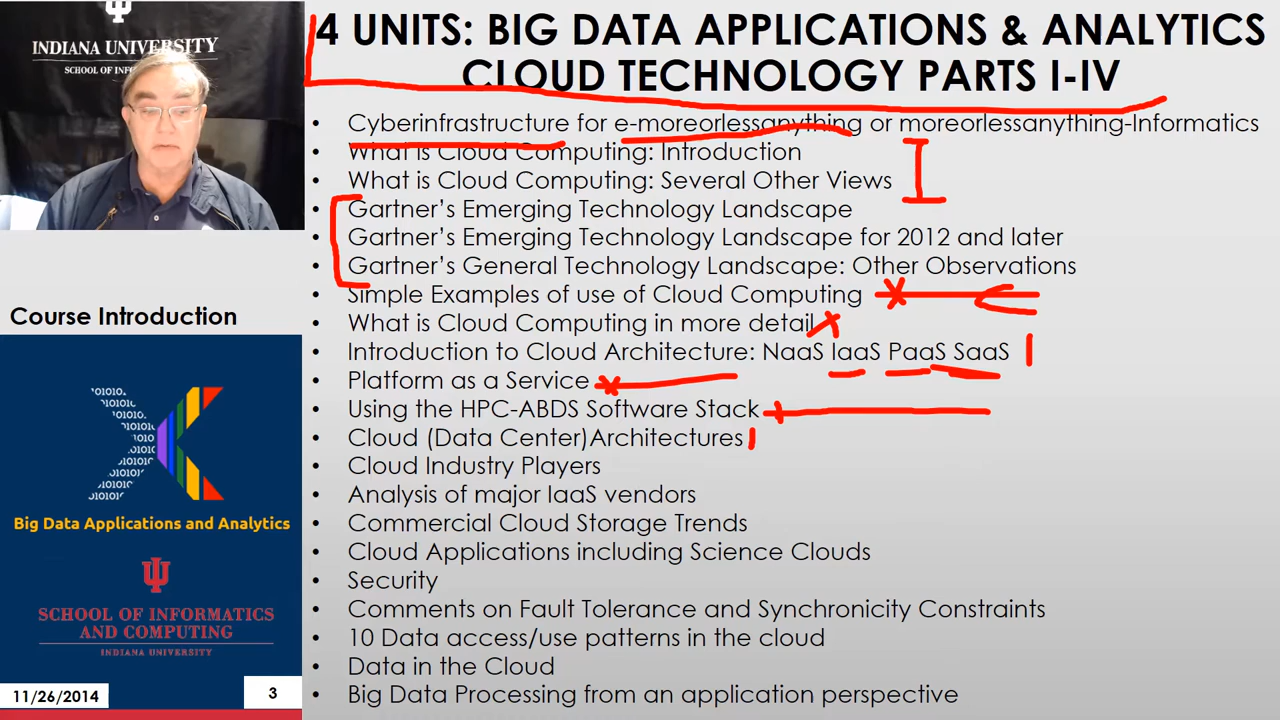 INDIANA UNIVERSITY
SCHOOL OF INFORM
4 UNITS: BIG DATA APPLICATIONS & ANALYTICS
CLOUD TECHNOLOGY PARTS I-IV
• Cyberinfrastructure for e-moreorlessanything or moreorlessanything-Informatics
• What is Cloud Computing: Introduction
• What is Cloud Computing: Several Other Views
• Gartner's Emerging Technology Landscape
• Gartner's Emerging Technology Landscape for 2012 and later
• Gartner's General Technology Landscape: Other Observations
• Simple Examples of use of Cloud Computing
• What is Cloud Computing in more detail
• Introduction to Cloud Architecture: NaaS IaaS PaaS SaaS
• Platform as a Service
• Using the HPC-ABDS Software Stack
• Cloud (Data Center)Architectures
• Cloud Industry Players
• Analysis of major IaaS vendors
• Commercial Cloud Storage Trends
• Cloud Applications including Science Clouds
• Security
• Comments on Fault Tolerance and Synchronicity Constraints
• 10 Data access/use patterns in the cloud
• Data in the Cloud
• Big Data Processing from an application perspective
Course Introduction
Big Data Applications and Analytics
SCHOOL OF INFORMATICS
AND COMPUTING
INDIANA UNIVERSITY
11/26/2014
3